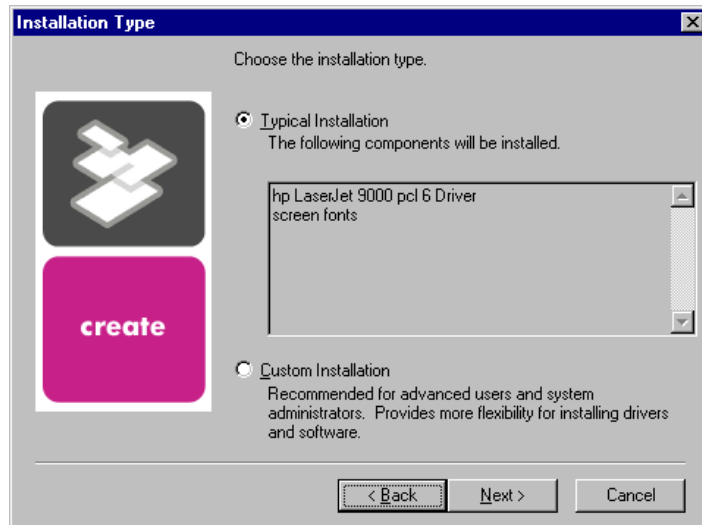 Installation Type
Choose the installation type.
Typical Installation
The following components will be installed.
hp LaserJet 9000 pcl 6 Driver
screen fonts
create
Custom Installation
Recommended for advanced users and system
administrators.  Provides more flexibility for installing drivers
and software.
< Back
Next >
Cancel